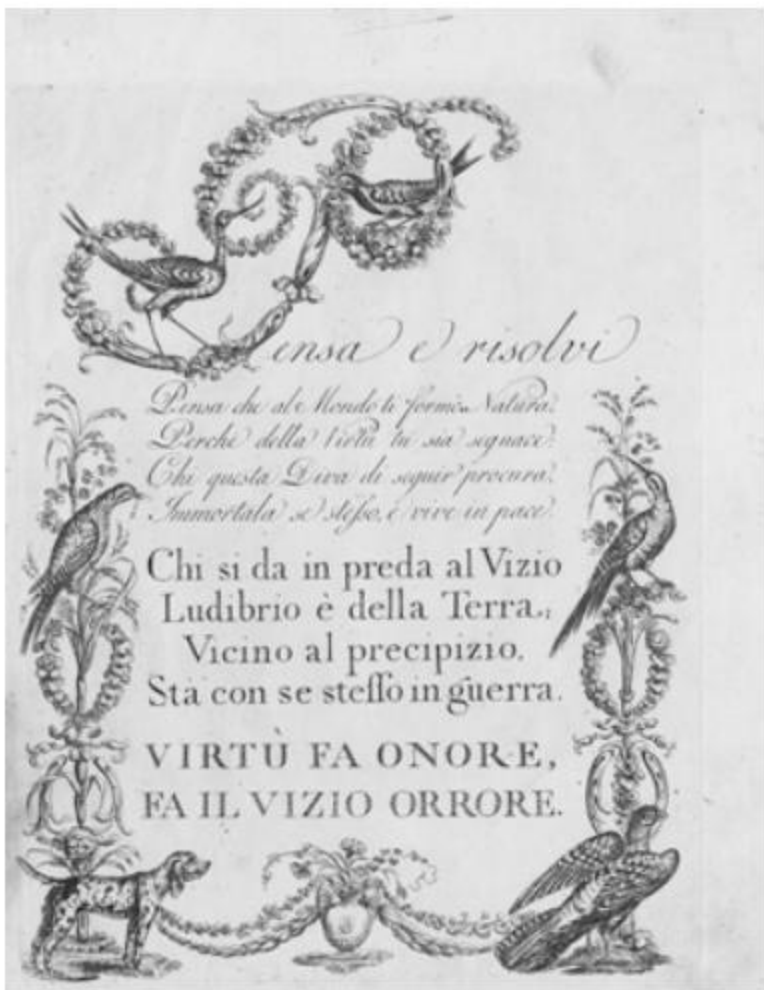 Pensa e risolvi
Pensa che al Mondo ti formò Natura,
Perchè della Virtù tu sia seguace.
Chi questa Diva di seguir procura,
Immortala se steſso, e vive in pace.
Chi si da in preda al Vizio
Ludibrio è della Terra,
Vicino al precipizio.
Stà con se steſſo in guerra.
VIRTÙ FA ONORE,
FA IL VIZIO ORRORE.